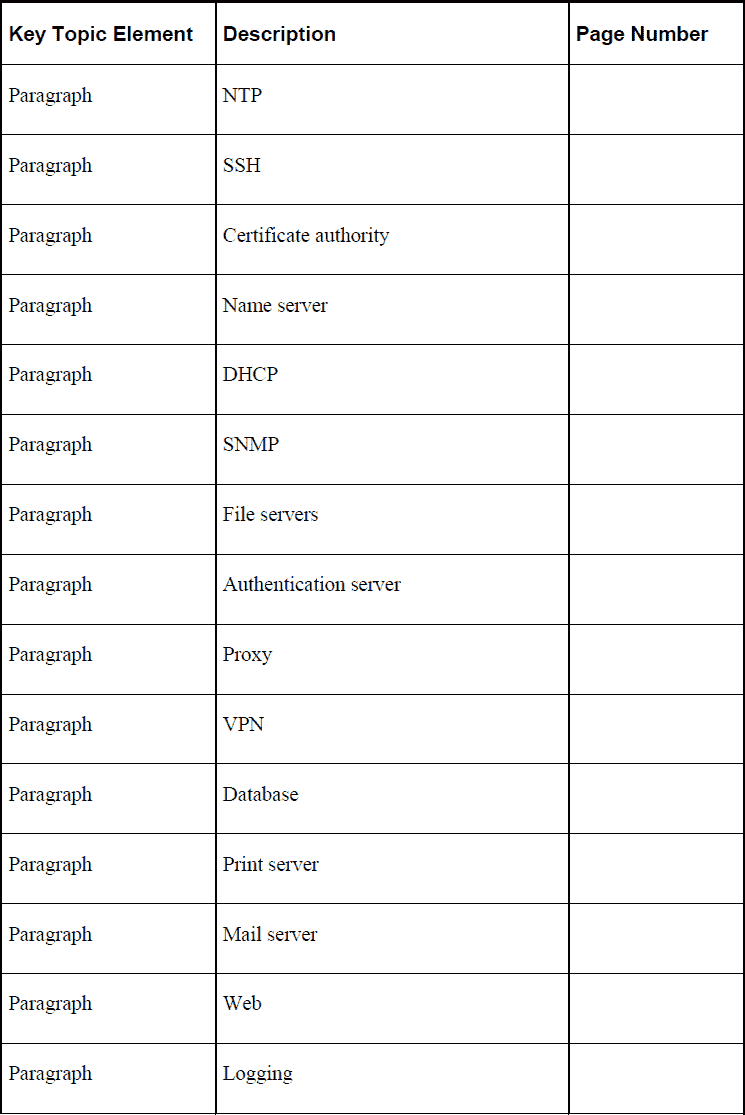 Key Topic Element Description Page Number
Paragraph NTP
Paragraph SSH
Paragraph Certificate authority
Paragraph Name server
Paragraph DHCP
Paragraph SNMP
Paragraph File servers
Paragraph Authentication server
Paragraph Proxy
Paragraph VPN
Paragraph Database
Paragraph Print server
Paragraph Mail server
Paragraph Web
Paragraph Logging